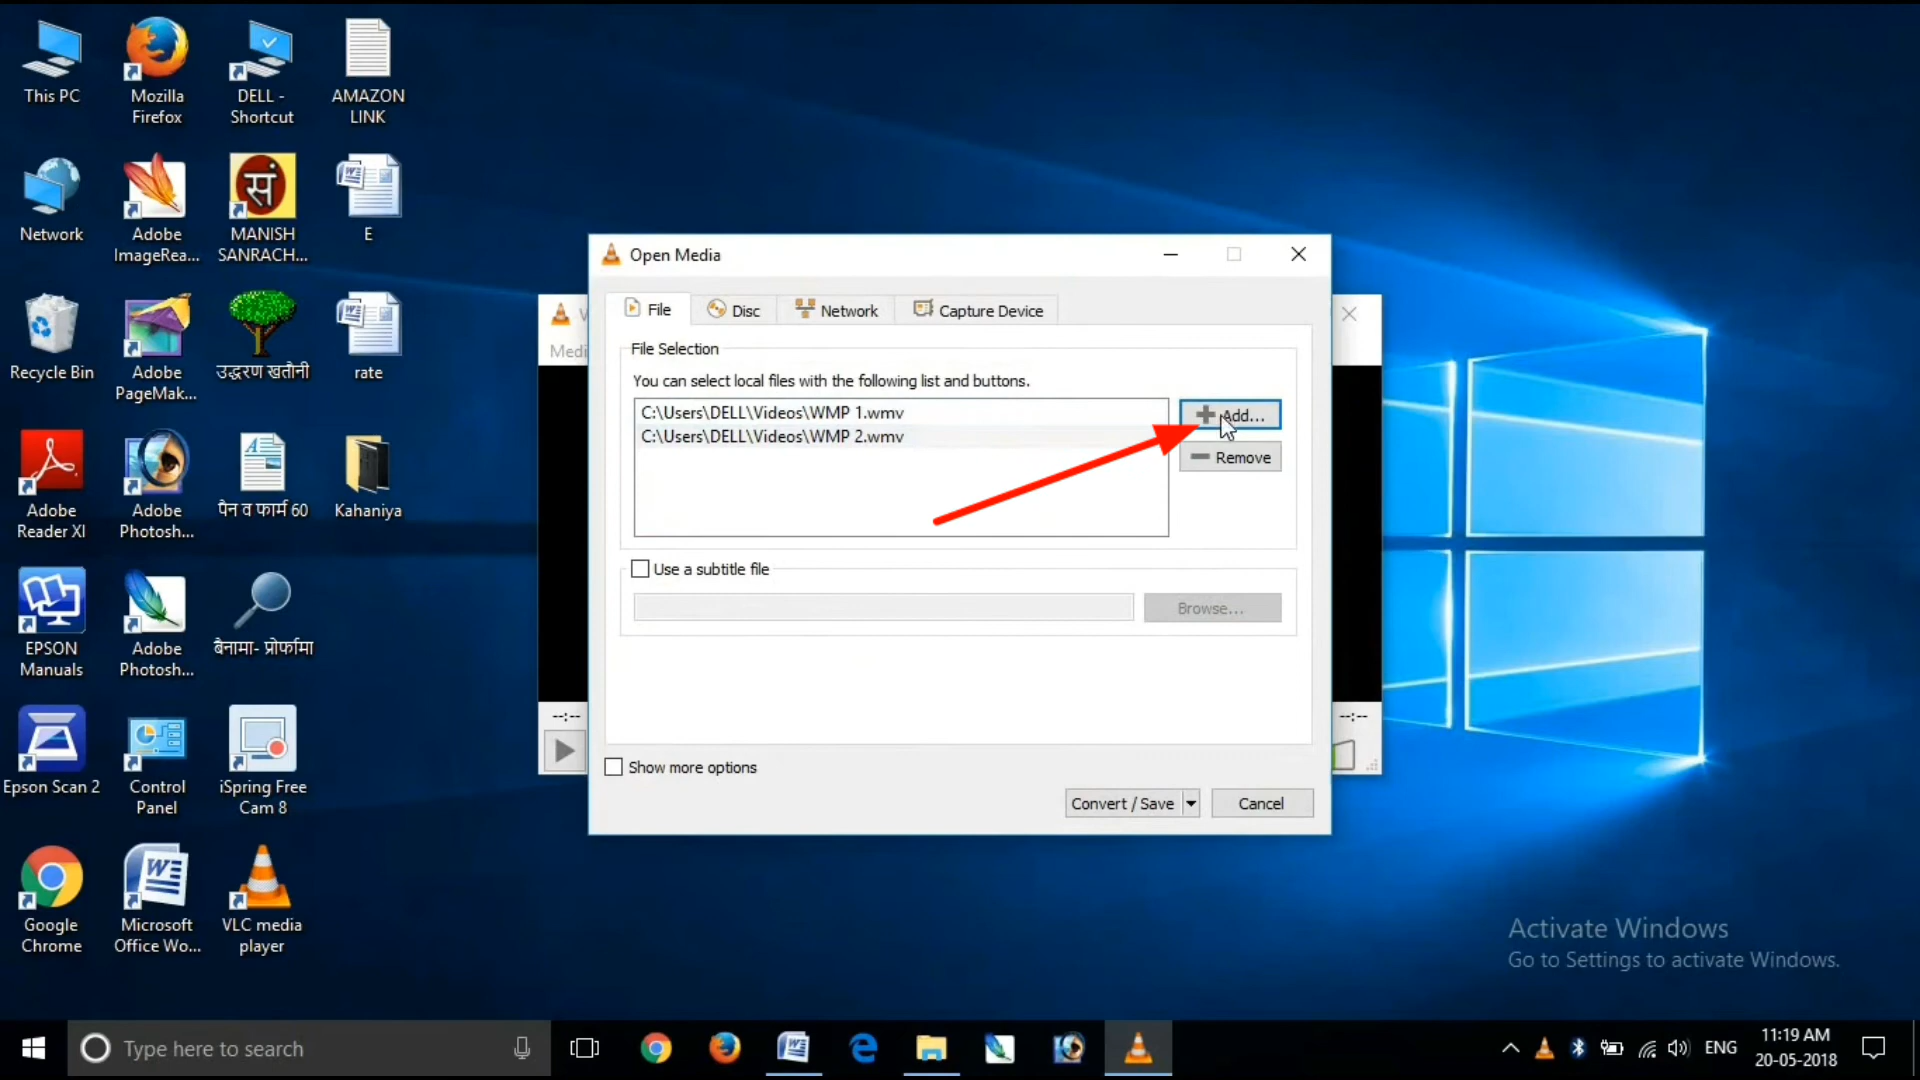 This PC
Mozilla
Firefox
DELL -
Shortcut
AMAZON
LINK
Network
Adobe
ImageRea...
सं
MANISH
SANRACH...
E
Recycle Bin
Adobe
PageMak...
उद्धरण खतौनी
rate
Adobe
Reader XI
Adobe
Photosh...
पैन व फार्म 60
Kahaniya
EPSON
Manuals
Adobe
Photosh...
बैनामा- प्रोर्फामा
Epson Scan 2
Control
Panel
iSpring Free
Cam 8
Google
Chrome
Microsoft
Office Wo...
VLC media
player
Open Media
File
Disc
Network
Capture Device
Medi
File Selection
You can select local files with the following list and buttons.
C:\Users\DELL\Videos\WMP 1.wmv
C:\Users\DELL\Videos\WMP 2.wmv
Add...
Remove
Use a subtitle file
Browse...
--:--
--:--
Show more options
Convert / Save
Cancel
Activate Windows
Go to Settings to activate Windows.
Type here to search
ENG
11:19 AM
20-05-2018